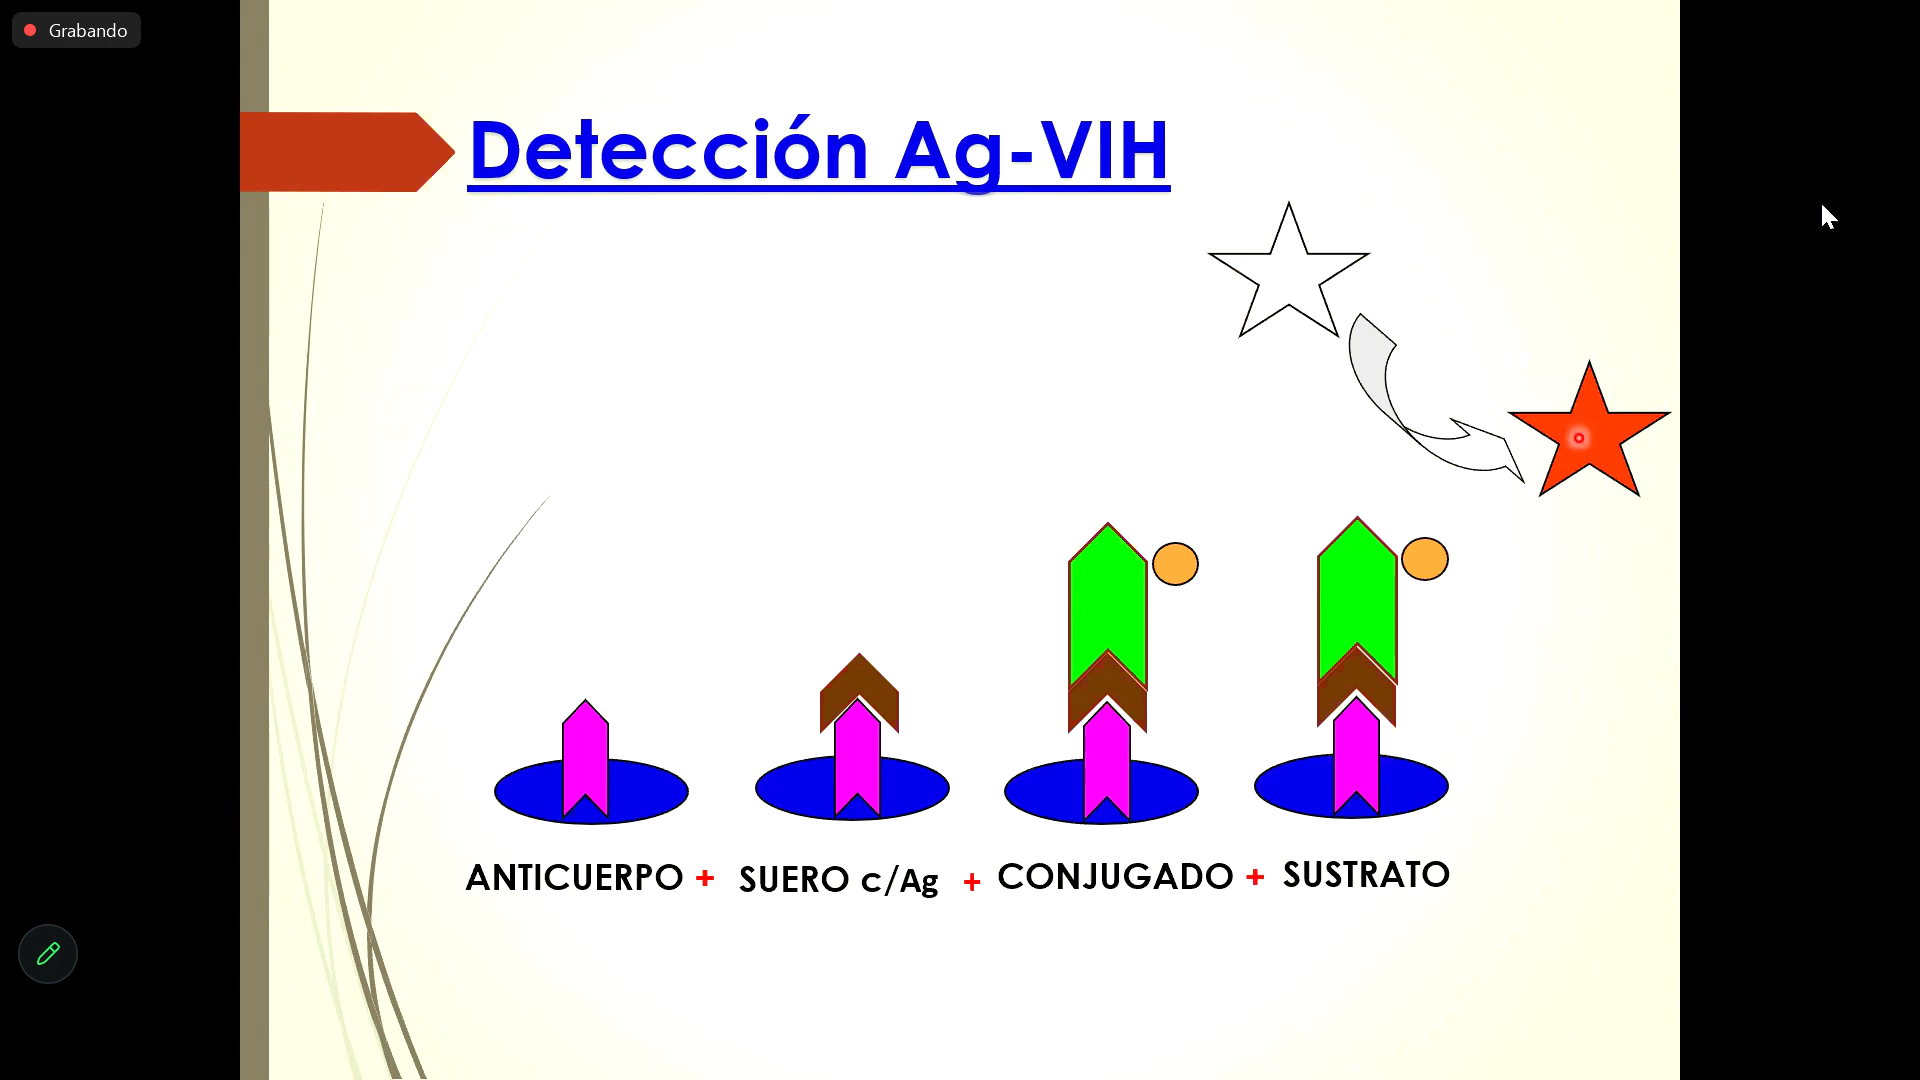 Grabando
Detección Ag-VIH
ANTICUERPO + SUERO c/Ag + CONJUGADO + SUSTRATO